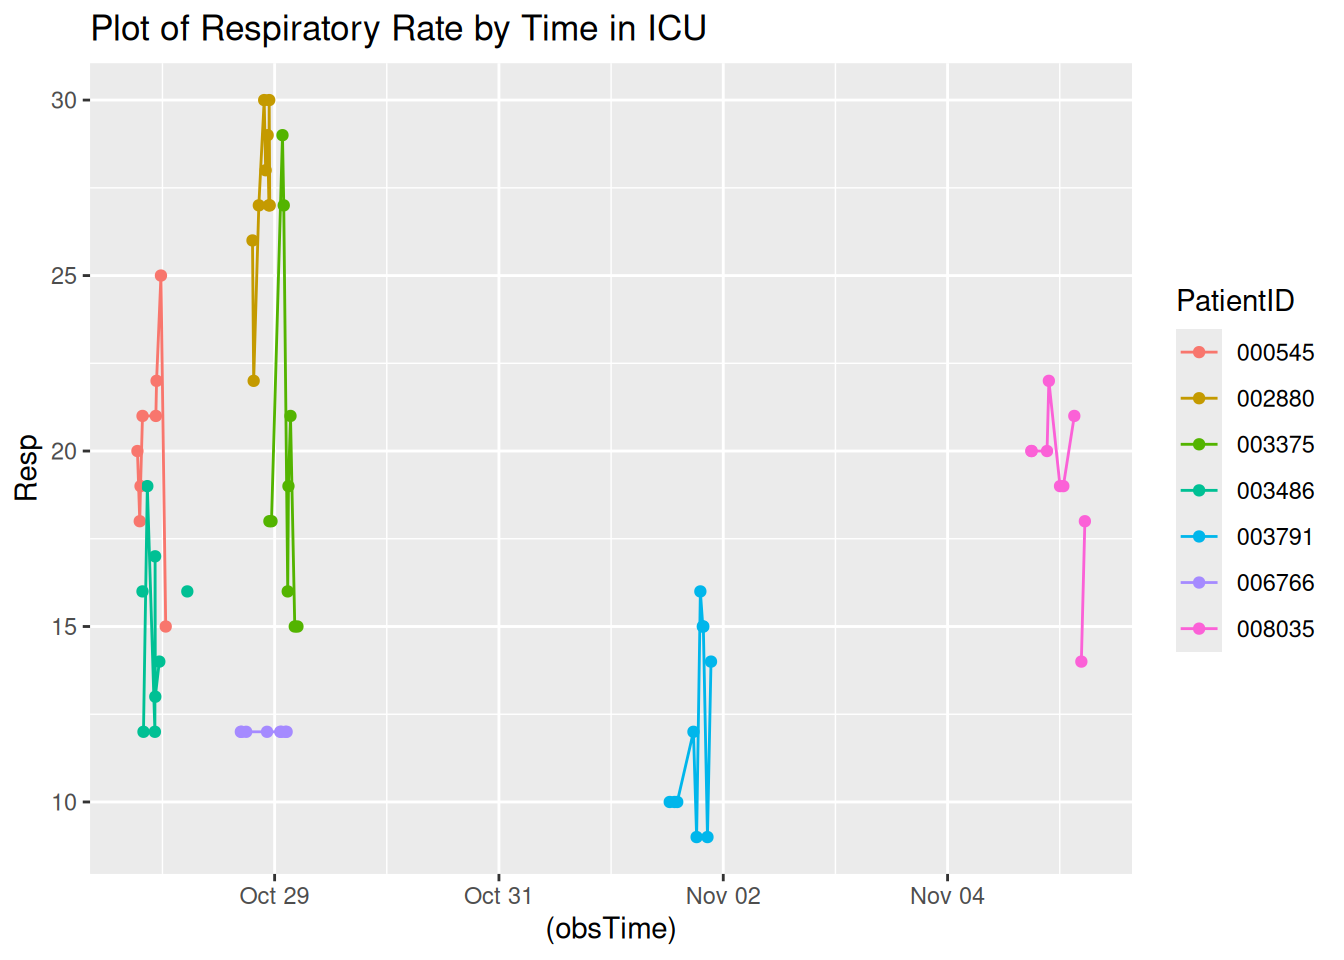 Plot of Respiratory Rate by Time in ICU
30
25
20
15
10
Resp
Oct 29
Oct 31
Nov 02
Nov 04
(obsTime)
PatientID
000545
002880
003375
003486
003791
006766
008035